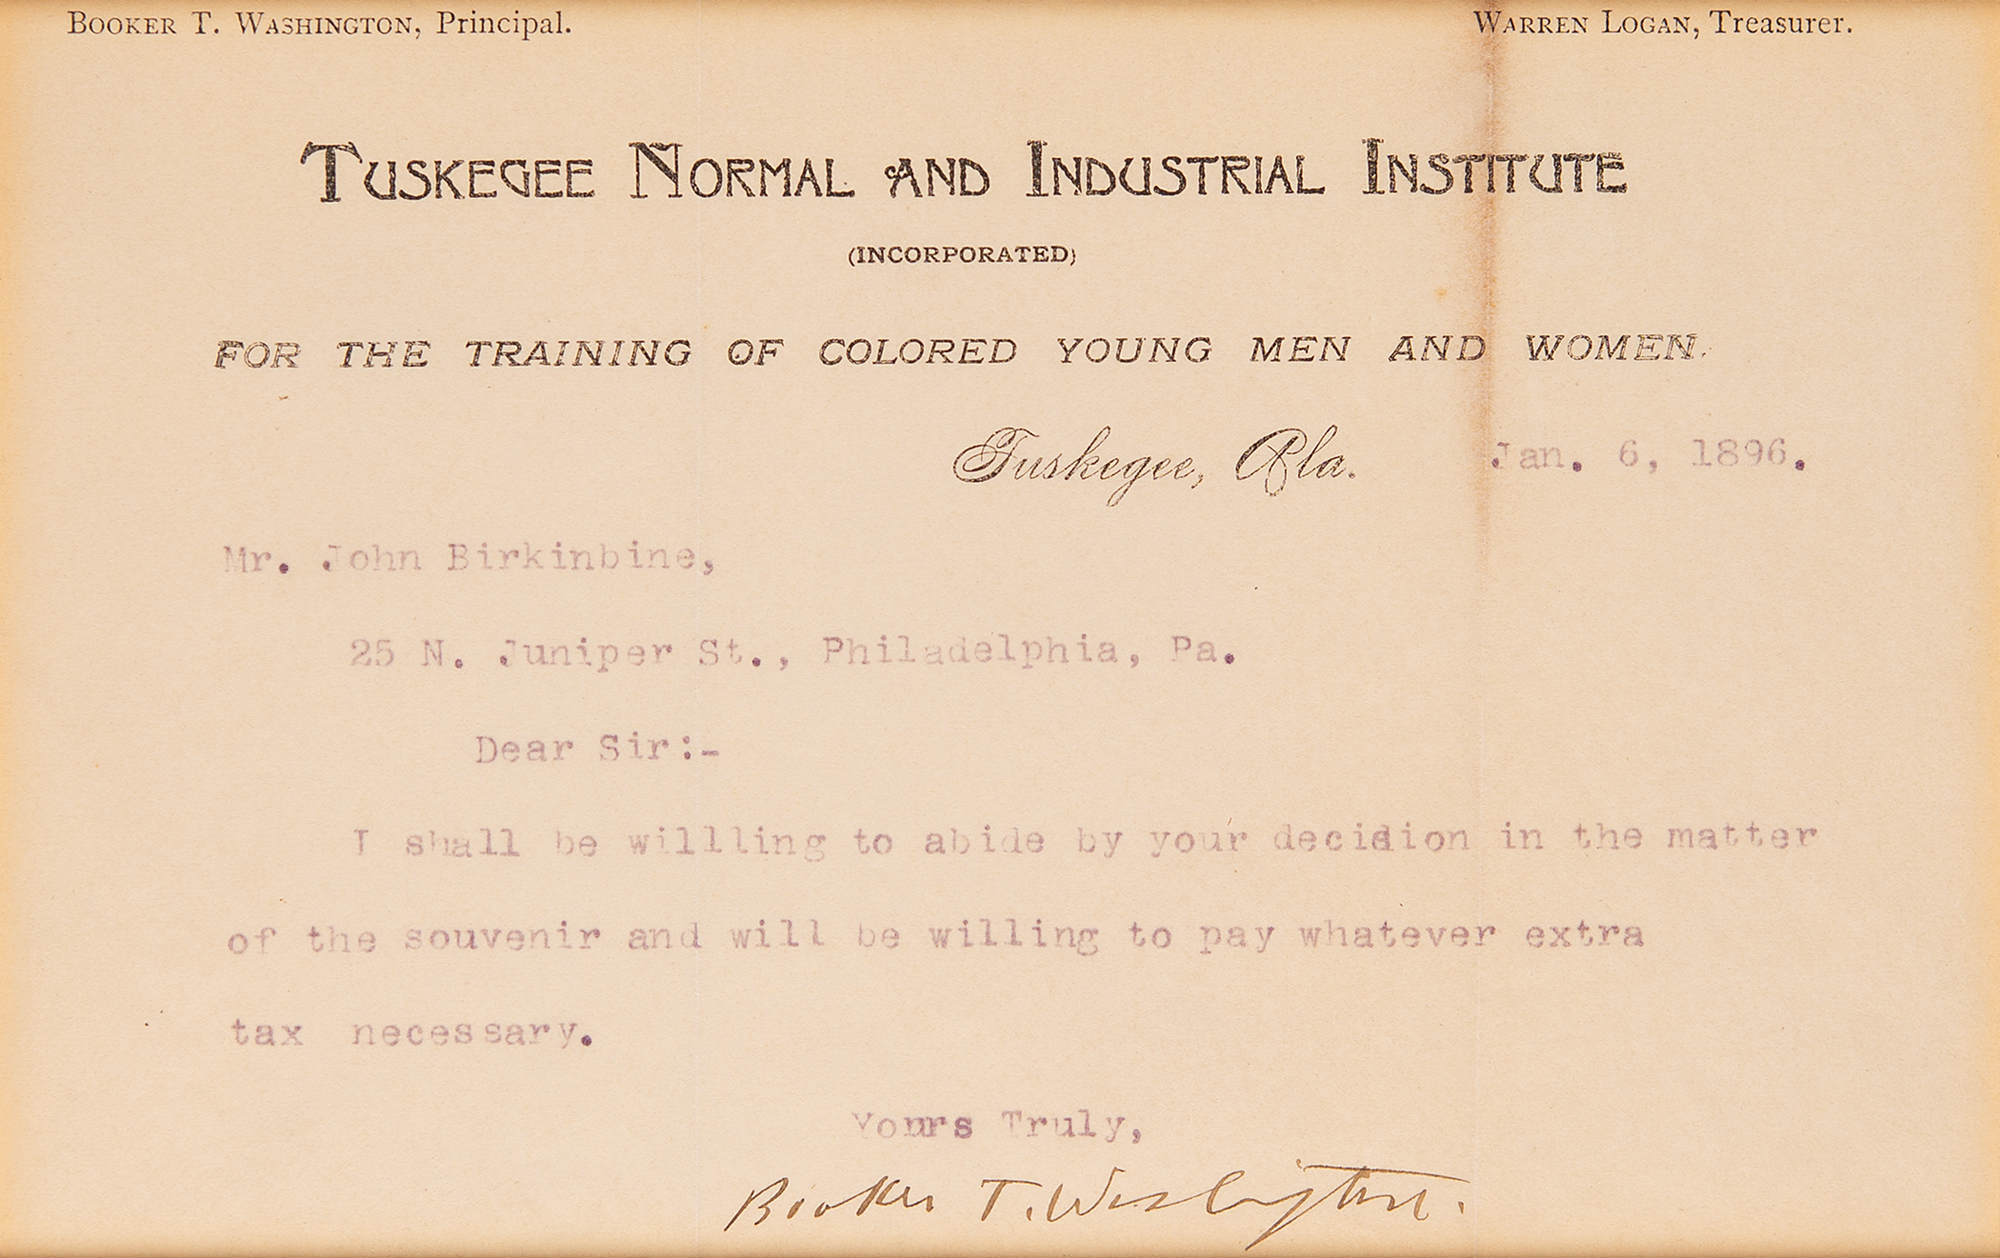 Booker T. Washington, Principal. Warren Logan, Treasurer.
Tuskegee Normal and Industrial Institute
(INCORPORATED)
FOR THE TRAINING OF COLORED YOUNG MEN AND WOMEN.
Tuskegee, Ala. Jan. 6, 1896.
Mr. John Birkinbine,
25 N. Juniper St., Philadelphia, Pa.
Dear Sir:-
I shall be willling to abide by your decision in the matter
of the souvenir and will be willing to pay whatever extra
tax necessary.
Yours Truly,
Booker T. Washington.